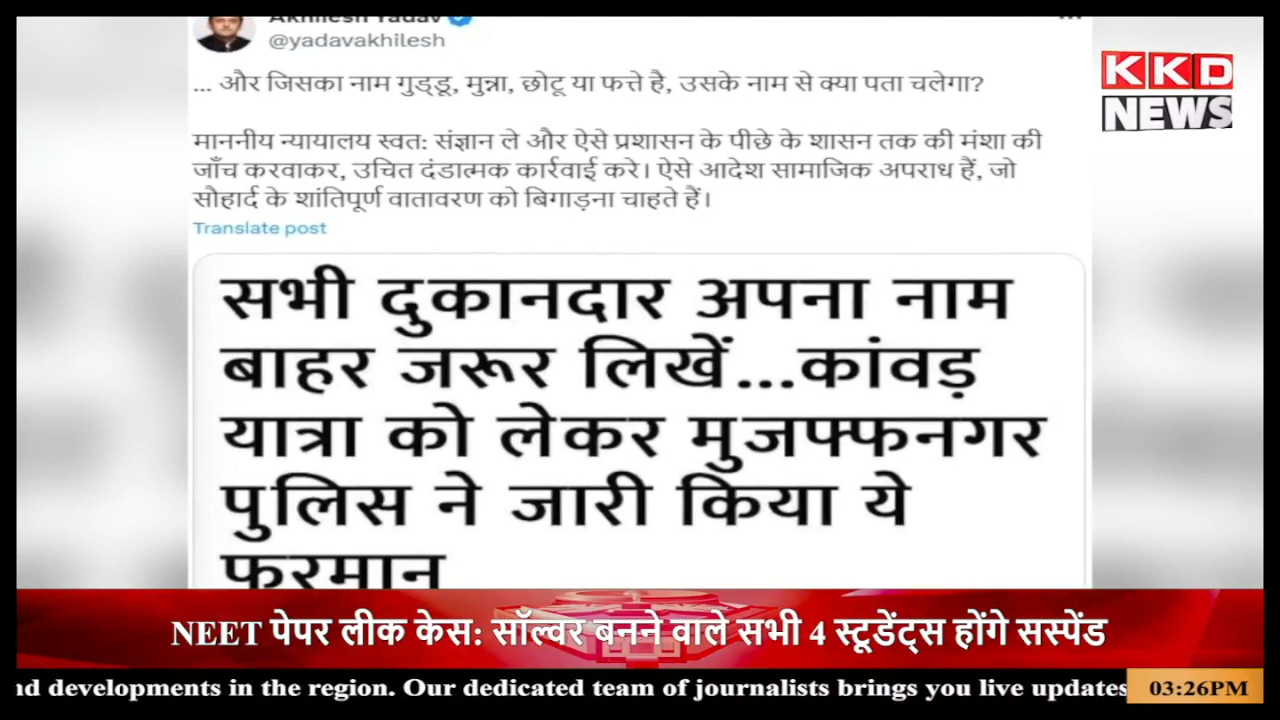 Akhilesh Yadav
@yadavakhilesh
... और जिसका नाम गुड्डू, मुन्ना, छोटू या फत्ते है, उसके नाम से क्या पता चलेगा?
माननीय न्यायालय स्वत: संज्ञान ले और ऐसे प्रशासन के पीछे के शासन तक की मंशा की
जाँच करवाकर, उचित दंडात्मक कार्रवाई करे। ऐसे आदेश सामाजिक अपराध हैं, जो
सौहार्द के शांतिपूर्ण वातावरण को बिगाड़ना चाहते हैं।
Translate post
सभी दुकानदार अपना नाम
बाहर जरूर लिखें...कांवड़
यात्रा को लेकर मुजफ्फनगर
पुलिस ने जारी किया ये
फरमान
KKD
NEWS
NEET पेपर लीक केस: सॉल्वर बनने वाले सभी 4 स्टूडेंट्स होंगे सस्पेंड
nd developments in the region. Our dedicated team of journalists brings you live updates
03:26PM